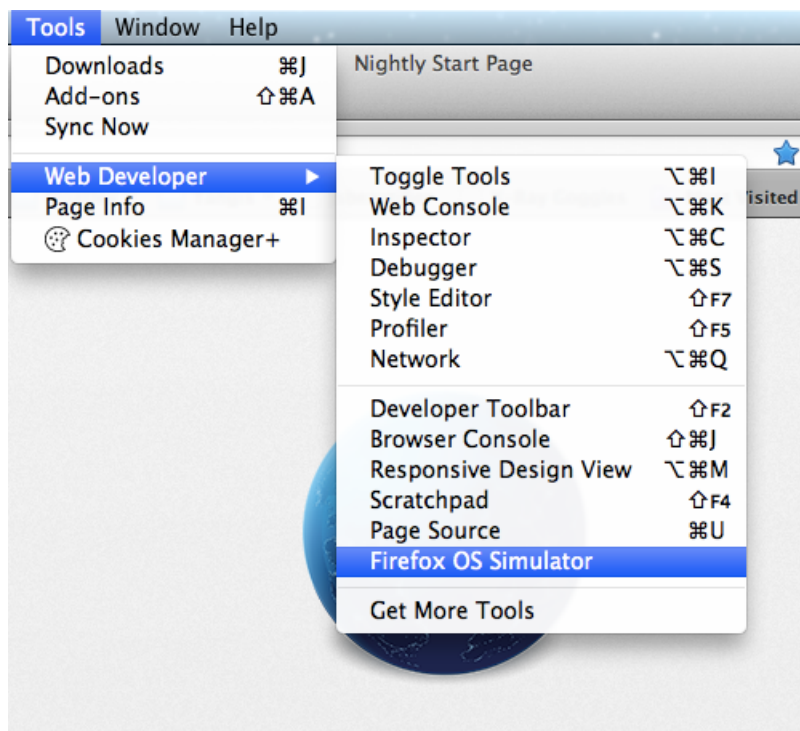 Tools Window Help
Nightly Start Page
Downloads ⌘J
Add-ons ⇧⌘A
Sync Now
Web Developer ▶
Page Info ⌘I
Cookies Manager+
isited
Toggle Tools ⌥⌘I
Web Console ⌥⌘K
Inspector ⌥⌘C
Debugger ⌥⌘S
Style Editor ⇧F7
Profiler ⇧F5
Network ⌥⌘Q
Developer Toolbar ⇧F2
Browser Console ⇧⌘J
Responsive Design View ⌥⌘M
Scratchpad ⇧F4
Page Source ⌘U
Firefox OS Simulator
Get More Tools